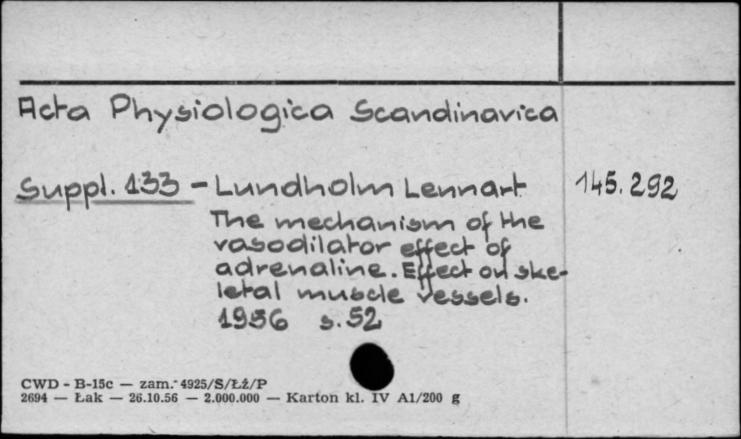 Acta Physiologica Scandinavica
Suppl. 133 - Lundholm Lennart 145.292
The mechanism of the
vasodilator effect of
adrenaline. Effect on ske-
letal muscle vessels.
1956 s. 52
CWD - B-15c — zam. 4925/S/Łż/P
2694 — Łak — 26.10.56 — 2.000.000 — Karton kl. IV A1/200 g